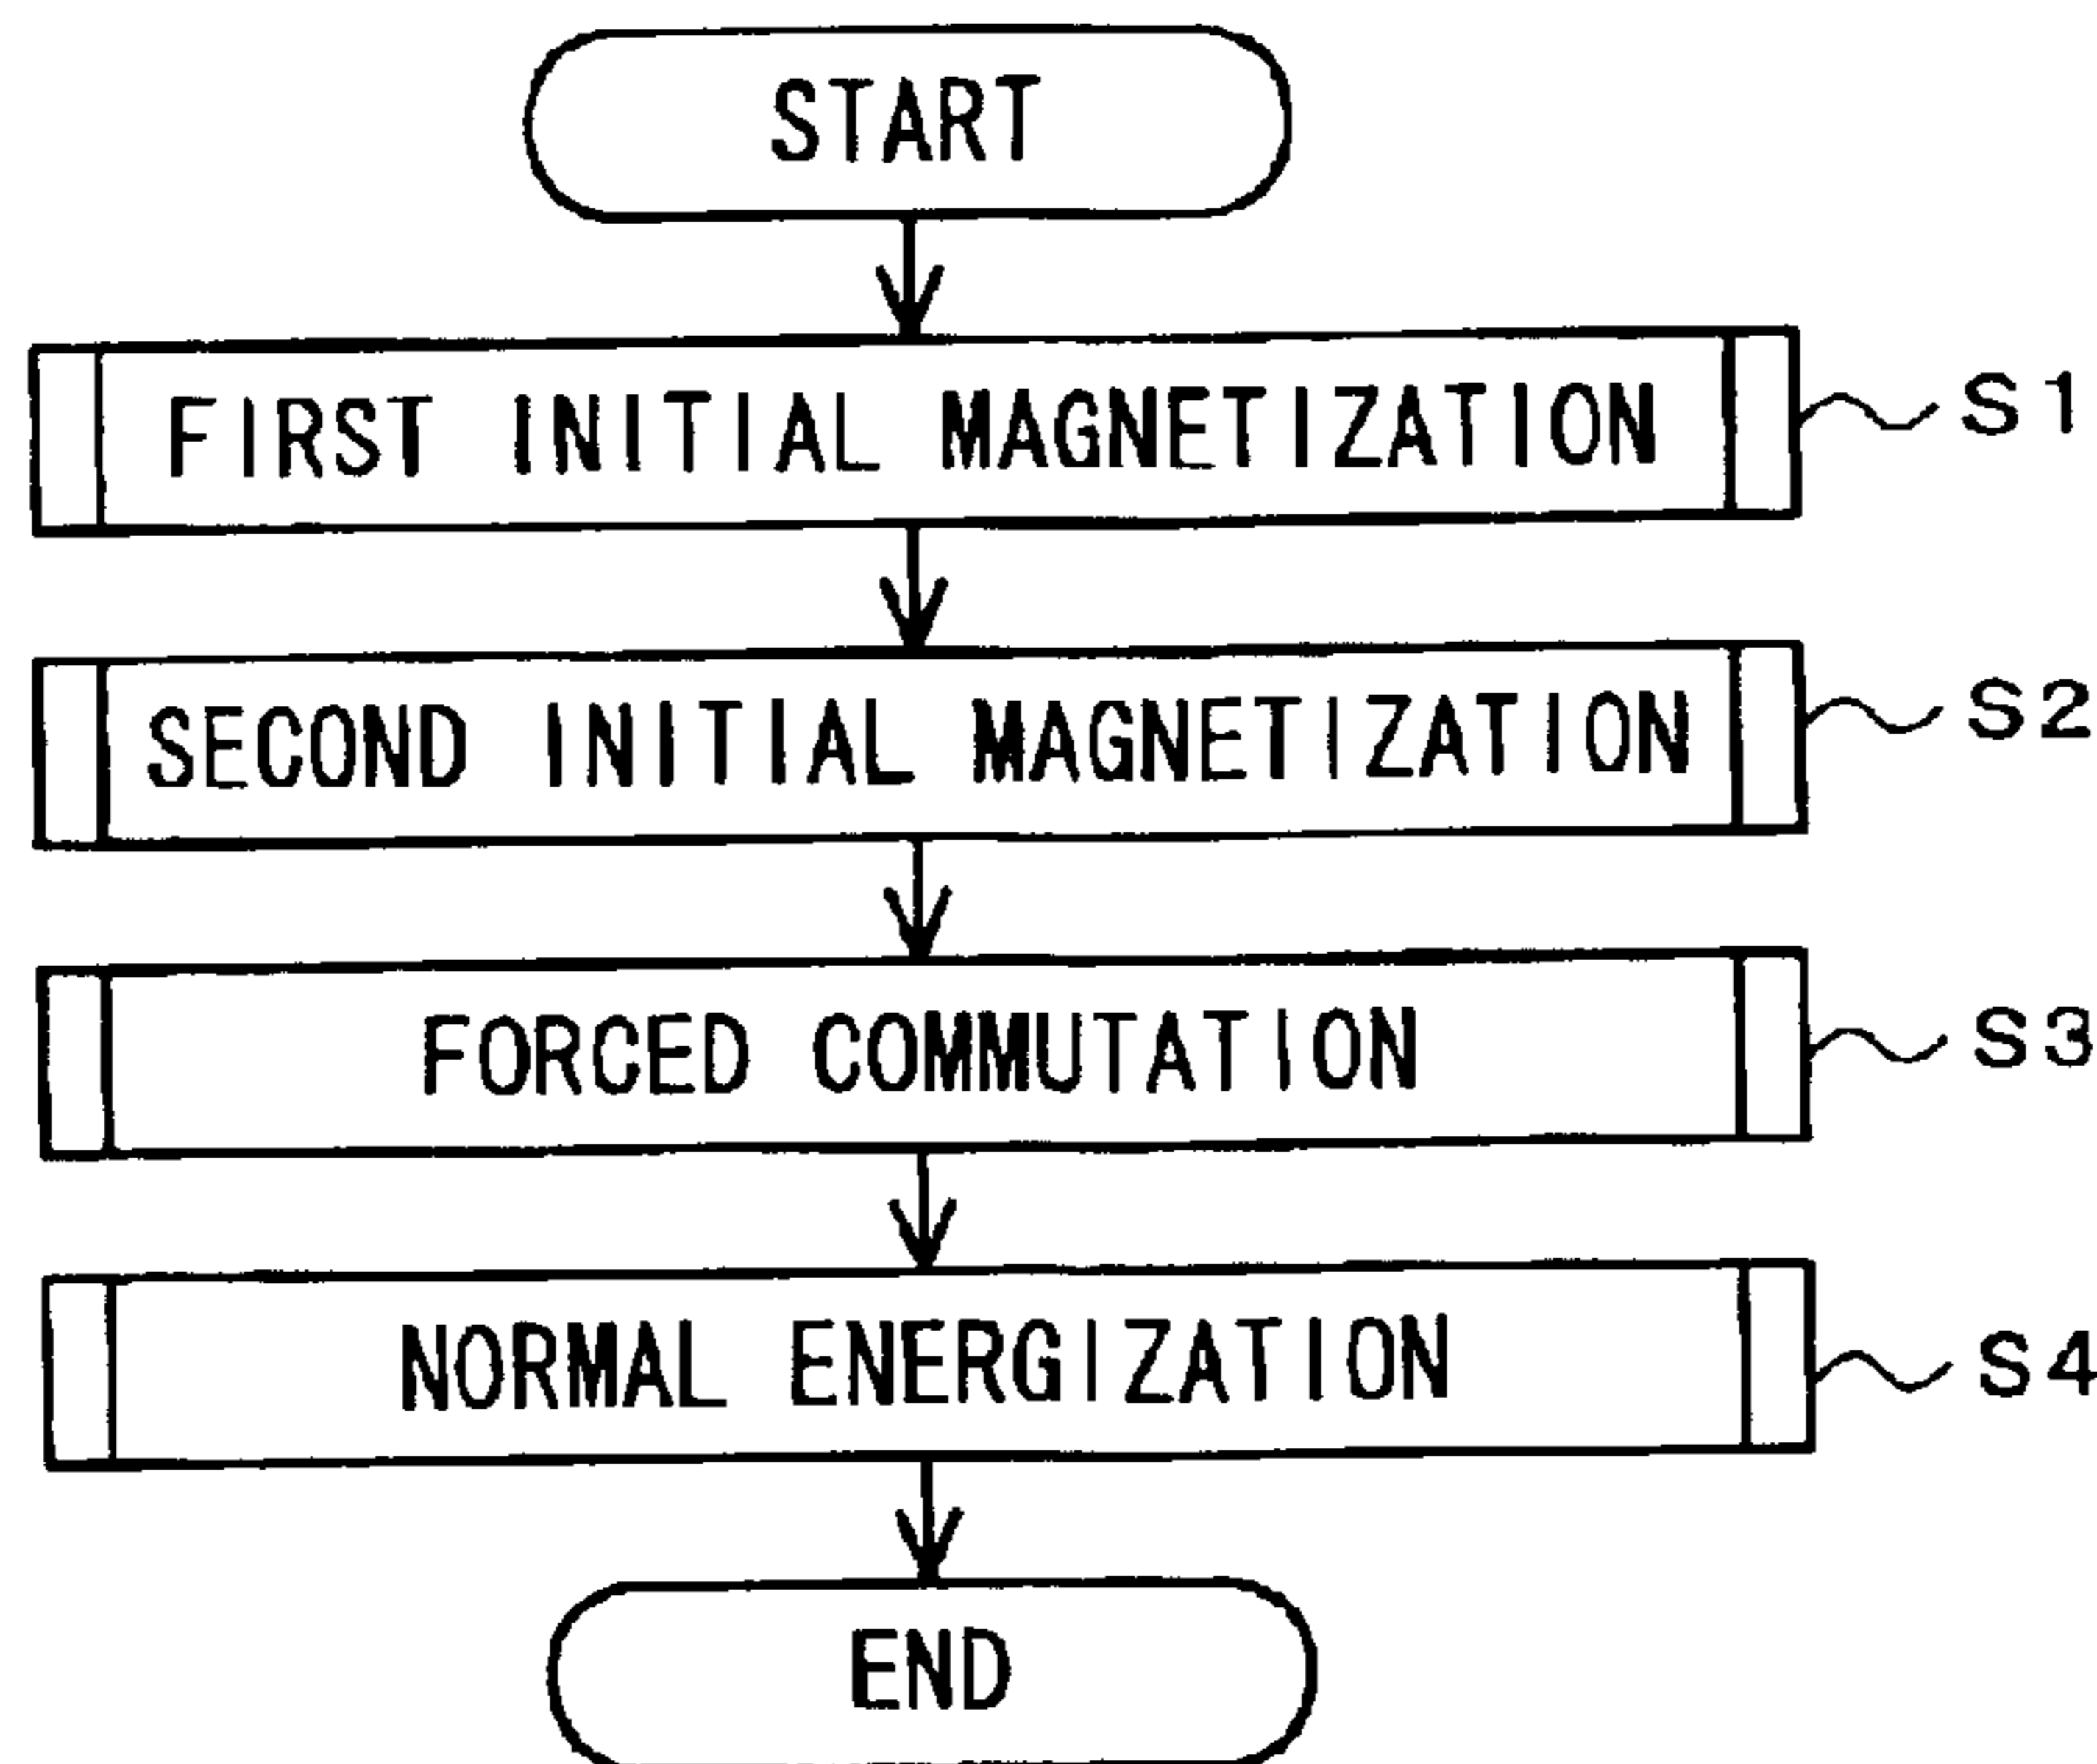 START
FIRST INITIAL MAGNETIZATION S1
SECOND INITIAL MAGNETIZATION S2
FORCED COMMUTATION S3
NORMAL ENERGIZATION S4
END